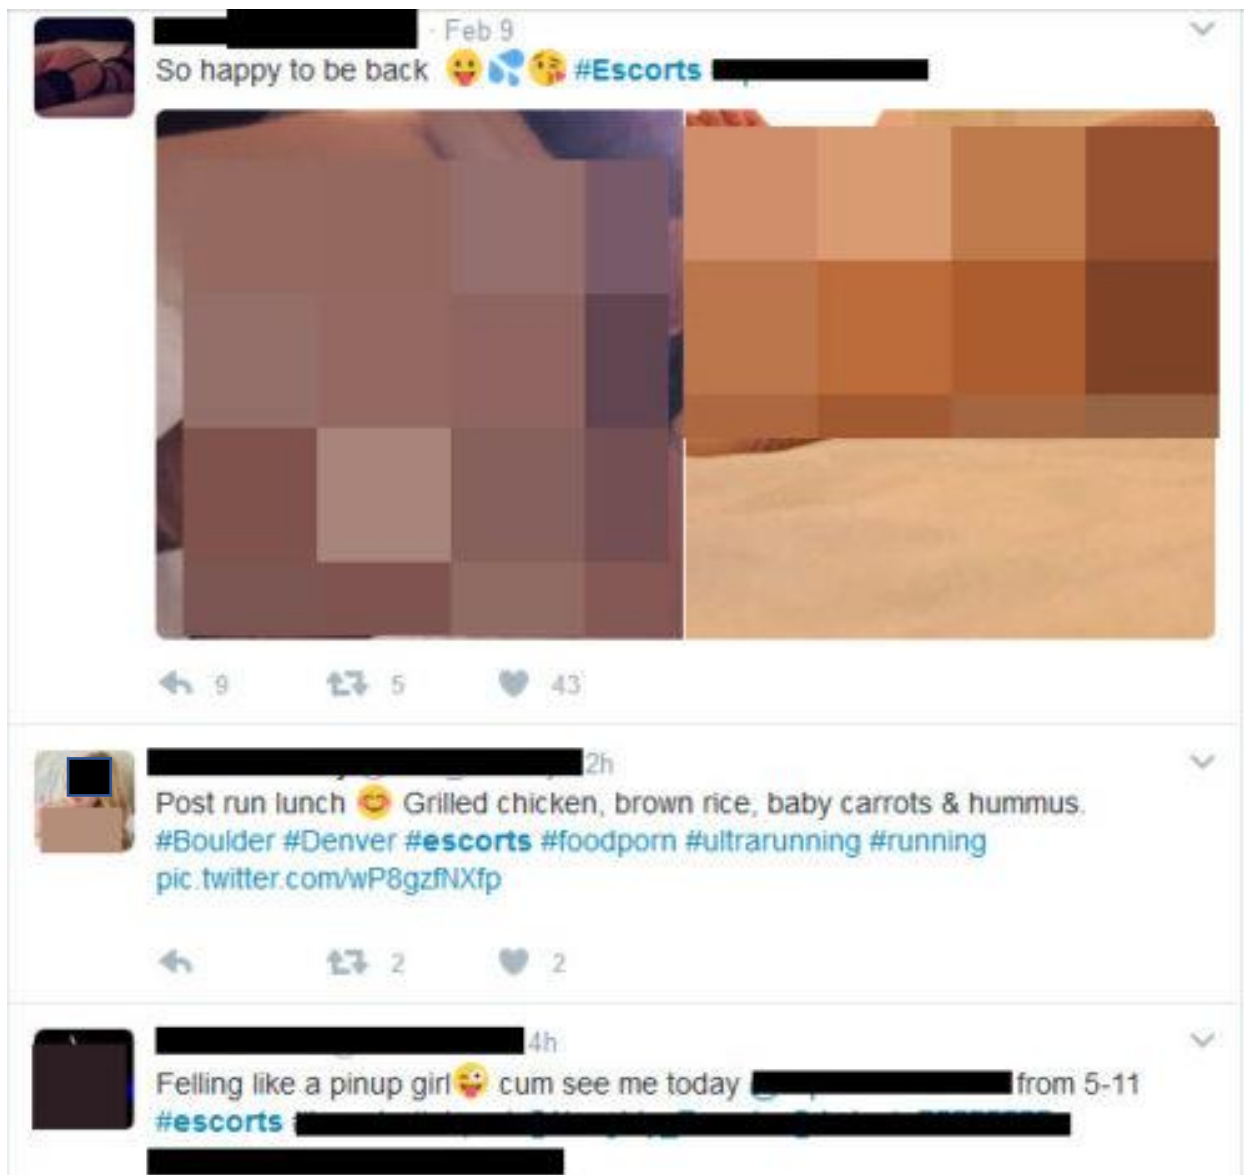 · Feb 9
So happy to be back 😛💦😘 #Escorts
9 5 43
2h
Post run lunch 😊 Grilled chicken, brown rice, baby carrots & hummus.
#Boulder #Denver #escorts #foodporn #ultrarunning #running
pic.twitter.com/wP8gzfNXfp
2 2
4h
Felling like a pinup girl😜 cum see me today from 5-11
#escorts